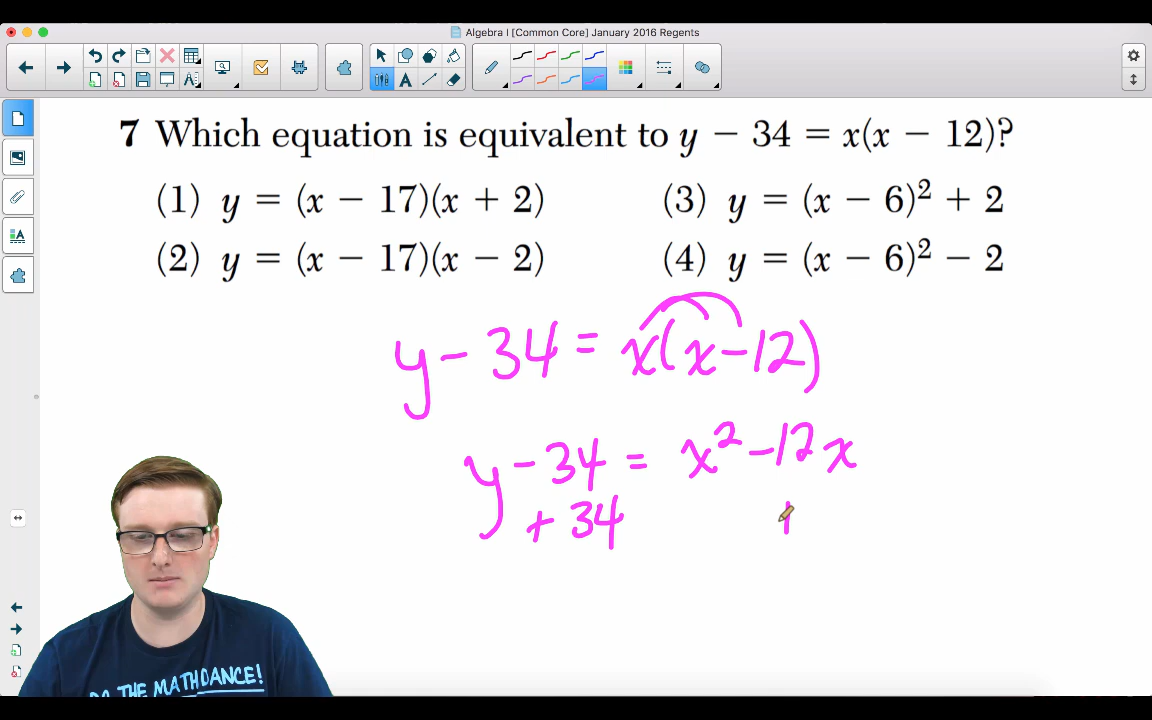 Algebra I [Common Core] January 2016 Regents
7 Which equation is equivalent to y − 34 = x(x − 12)?
(1) y = (x − 17)(x + 2)
(3) y = (x − 6)² + 2
(2) y = (x − 17)(x − 2)
(4) y = (x − 6)² − 2
y − 34 = x(x − 12)
y − 34 = x² − 12x
+ 34
THE MATHDANCE!